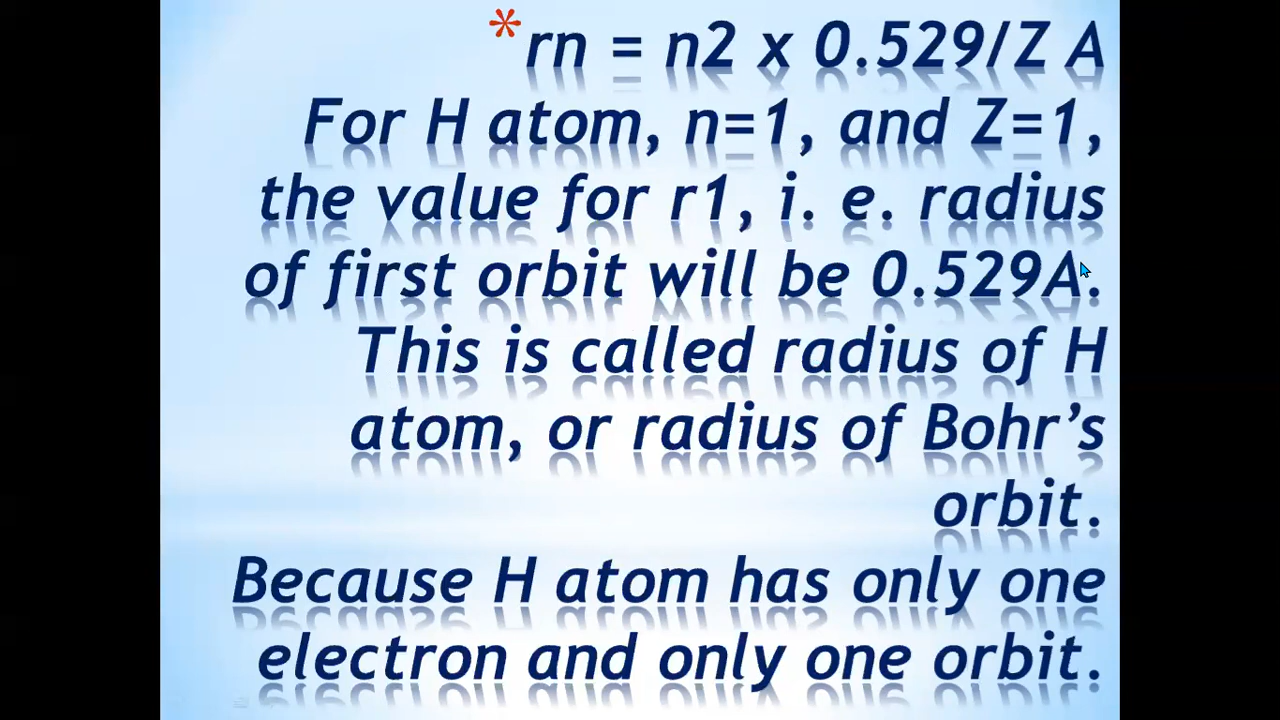 *rn = n2 x 0.529/Z A
For H atom, n=1, and Z=1,
the value for r1, i. e. radius
of first orbit will be 0.529A.
This is called radius of H
atom, or radius of Bohr’s
orbit.
Because H atom has only one
electron and only one orbit.